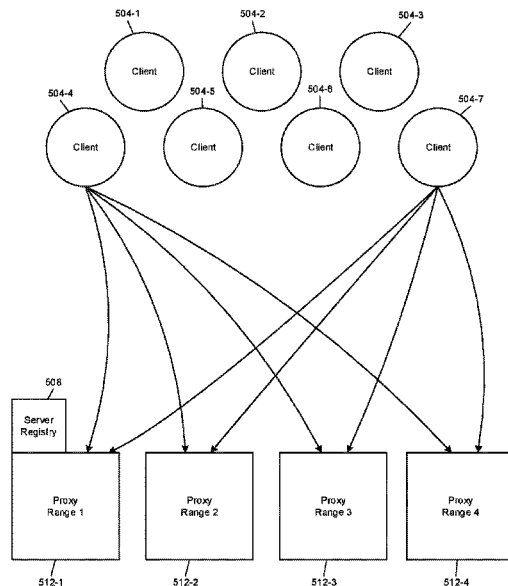 504-1
504-2
504-3
Client
Client
Client
504-4
504-5
504-6
504-7
Client
Client
Client
Client
508
Server
Registry
Proxy
Range 1
Proxy
Range 2
Proxy
Range 3
Proxy
Range 4
512-1
512-2
512-3
512-4